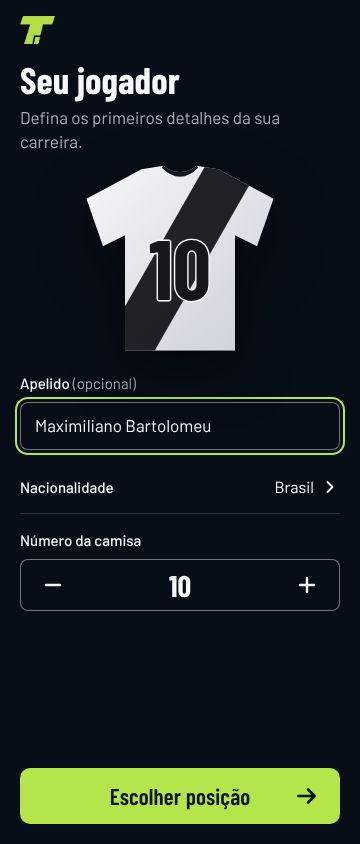 Seu jogador
Defina os primeiros detalhes da sua
carreira.
10
Apelido (opcional)
Maximiliano Bartolomeu
Nacionalidade Brasil
Número da camisa
10
Escolher posição